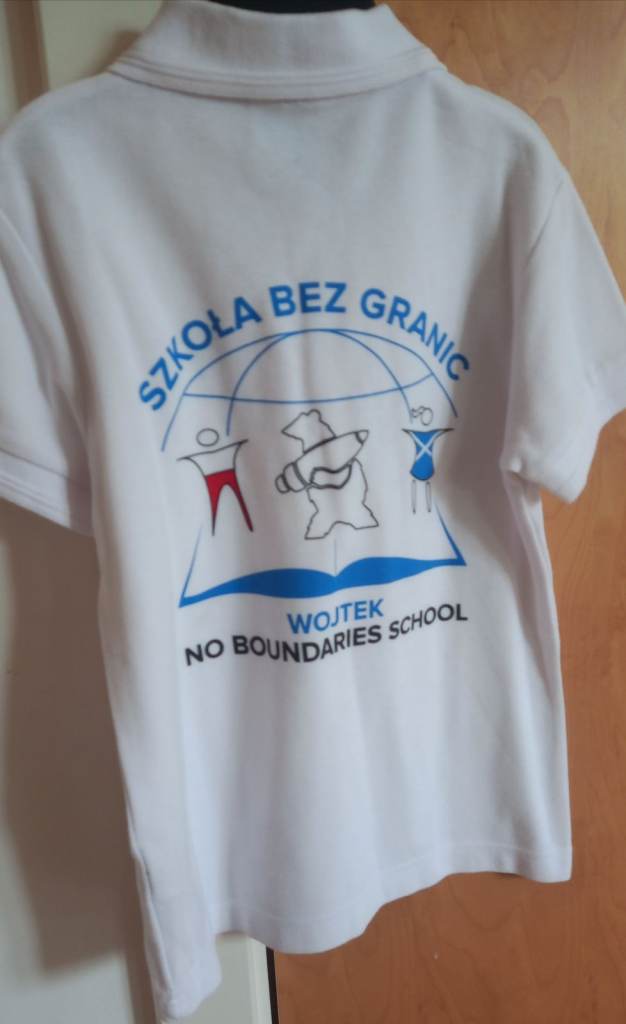 SZKOŁA BEZ GRANIC
WOJTEK
NO BOUNDARIES SCHOOL